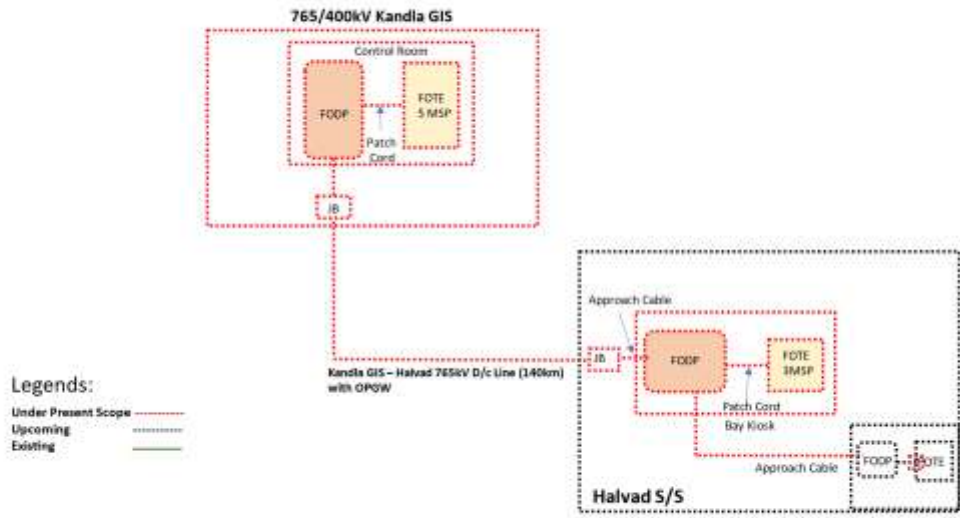 765/400kV Kandla GIS
Control Room
FODP
FOTE
5 MSP
Patch
Cord
JB
Approach Cable
JB
FODP
FOTE
3MSP
Patch Cord
Bay Kiosk
Kandla GIS – Halvad 765kV D/c Line (140km)
with OPGW
Legends:
Under Present Scope
Upcoming
Existing
Approach Cable
FODP
FOTE
Halvad S/S